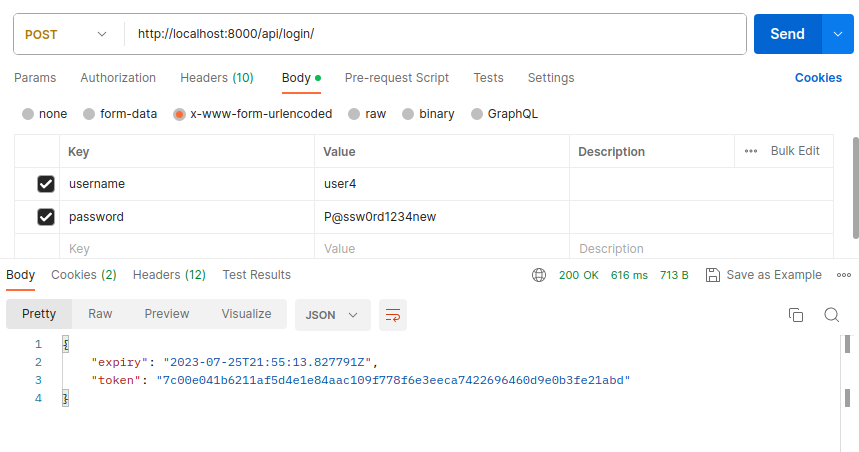 POST http://localhost:8000/api/login/ Send
Params Authorization Headers (10) Body Pre-request Script Tests Settings Cookies
none form-data x-www-form-urlencoded raw binary GraphQL
Key Value Description ••• Bulk Edit
username user4
password P@ssw0rd1234new
Key Value Description
Body Cookies (2) Headers (12) Test Results 200 OK 616 ms 713 B Save as Example •••
Pretty Raw Preview Visualize JSON
1 {
2 "expiry": "2023-07-25T21:55:13.827791Z",
3 "token": "7c00e041b6211af5d4e1e84aac109f778f6e3eeca7422696460d9e0b3fe21abd"
4 }